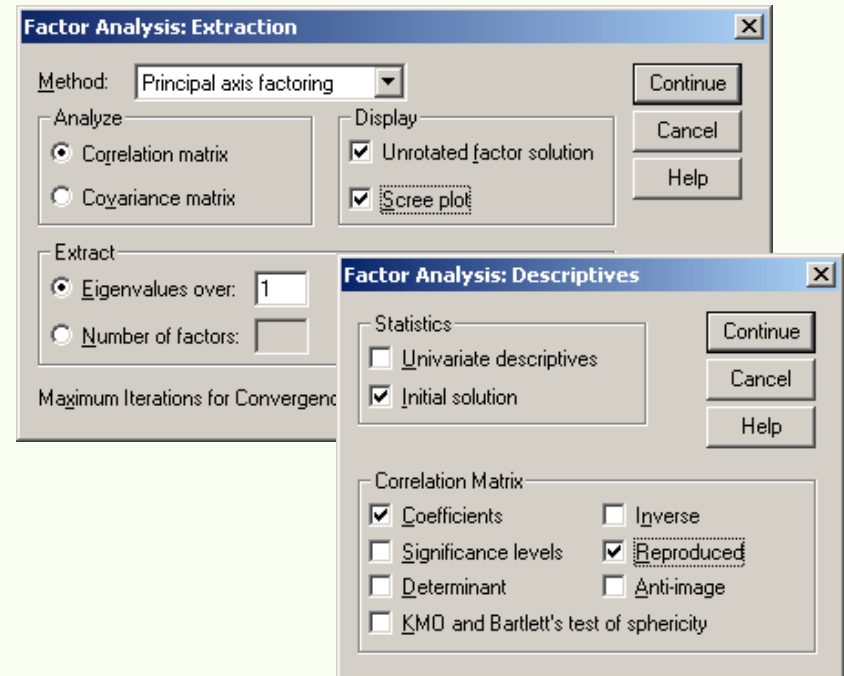 Factor Analysis: Extraction
Method: Principal axis factoring
Continue
Cancel
Help
Analyze
Correlation matrix
Covariance matrix
Display
Unrotated factor solution
Scree plot
Extract
Eigenvalues over: 1
Number of factors:
Maximum Iterations for
Factor Analysis: Descriptives
Statistics
Univariate descriptives
Initial solution
Continue
Cancel
Help
Correlation Matrix
Coefficients
Inverse
Significance levels
Reproduced
Determinant
Anti-image
KMO and Bartlett's test of sphericity